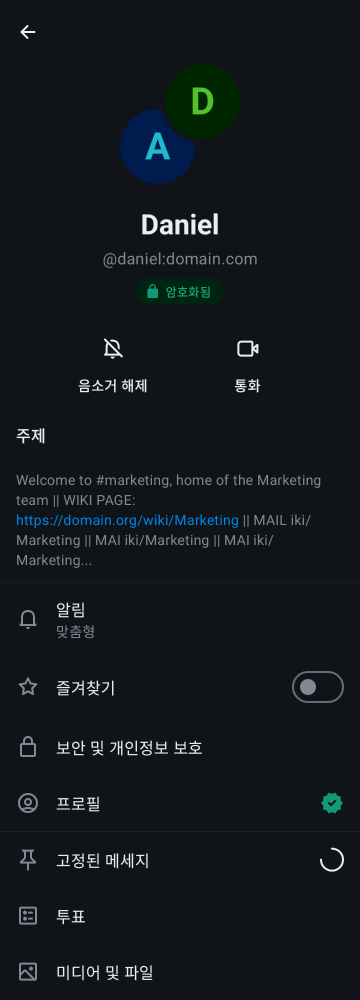 D
A
Daniel
@daniel:domain.com
암호화됨
음소거 해제
통화
주제
Welcome to #marketing, home of the Marketing
team || WIKI PAGE:
https://domain.org/wiki/Marketing || MAIL iki/
Marketing || MAI iki/Marketing || MAI iki/
Marketing...
알림
맞춤형
즐겨찾기
보안 및 개인정보 보호
프로필
고정된 메세지
투표
미디어 및 파일